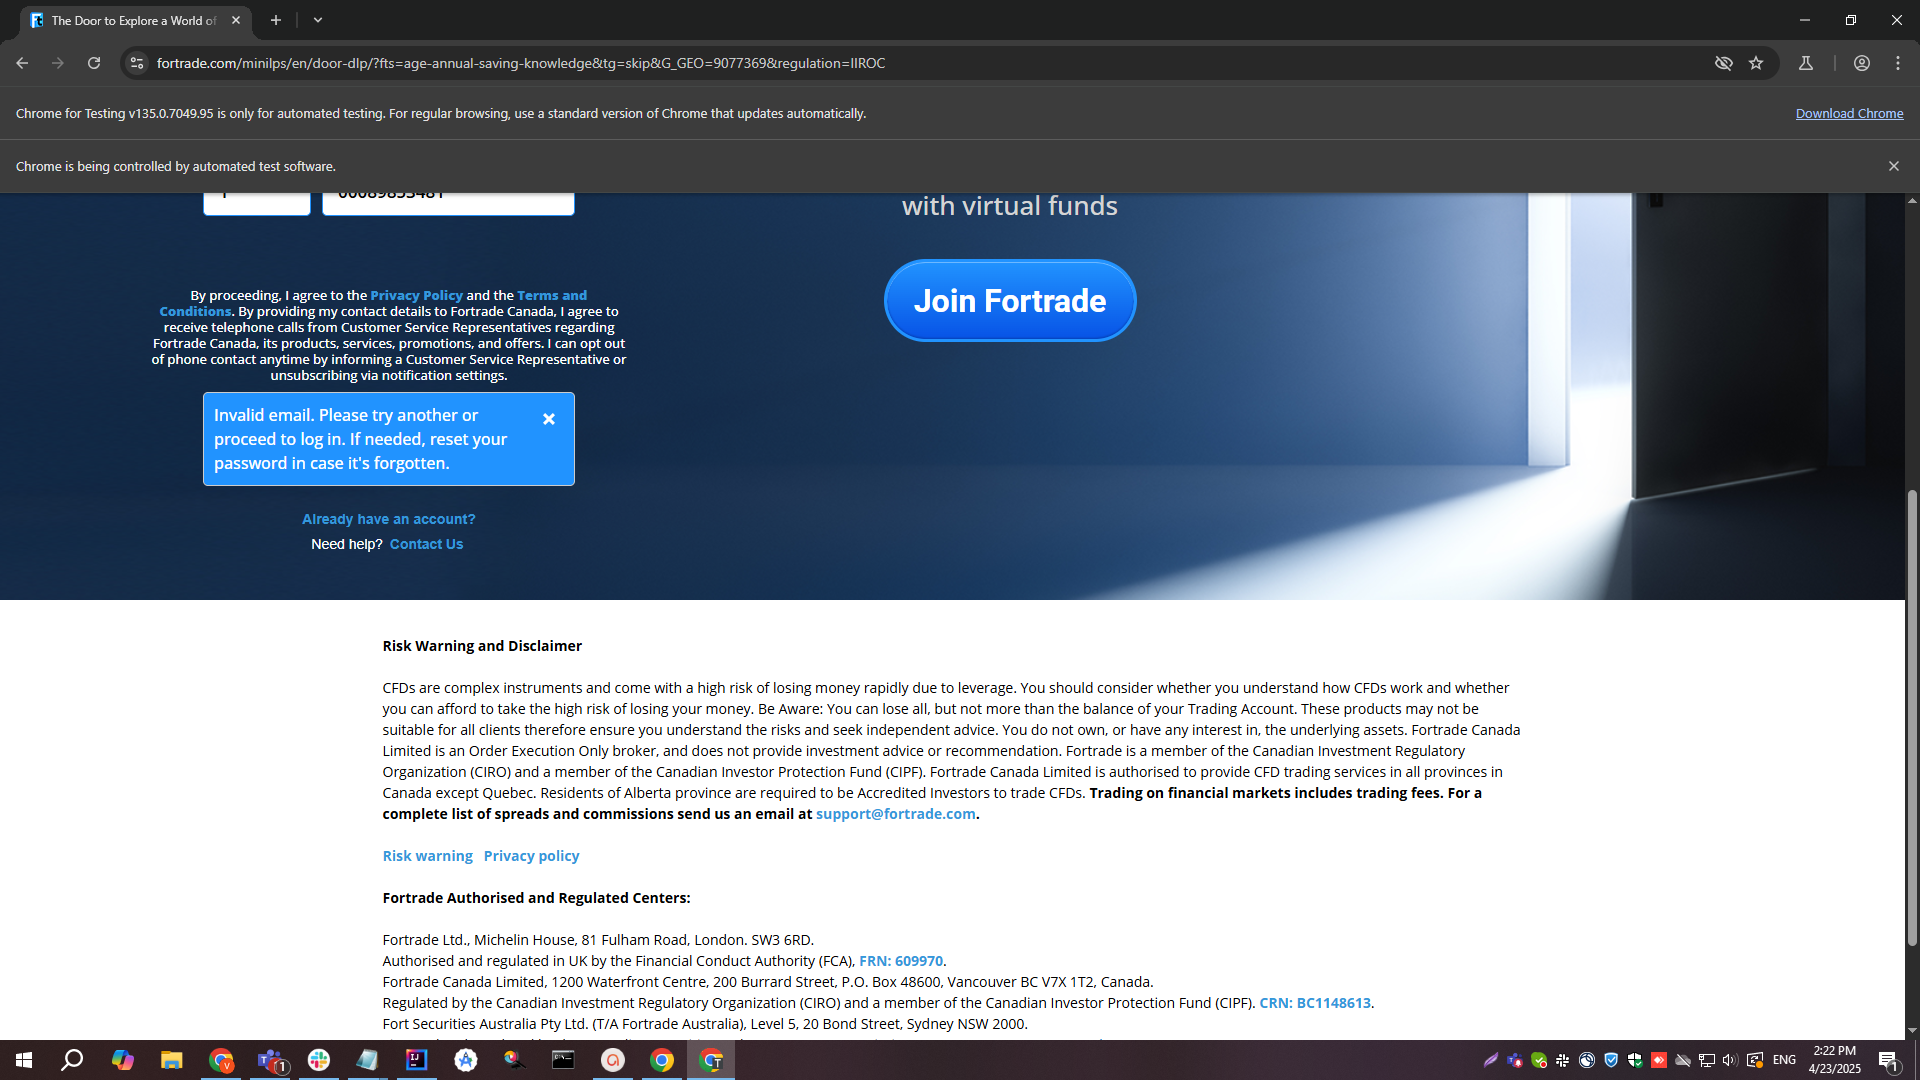 The Door to Explore a World of
fortrade.com/minilps/en/door-dlp/?fts=age-annual-saving-knowledge&tg=skip&G_GEO=9077369&regulation=IIROC
Chrome for Testing v135.0.7049.95 is only for automated testing. For regular browsing, use a standard version of Chrome that updates automatically.
Download Chrome
Chrome is being controlled by automated test software.
with virtual funds
Join Fortrade
By proceeding, I agree to the Privacy Policy and the Terms and
Conditions. By providing my contact details to Fortrade Canada, I agree to
receive telephone calls from Customer Service Representatives regarding
Fortrade Canada, its products, services, promotions, and offers. I can opt out
of phone contact anytime by informing a Customer Service Representative or
unsubscribing via notification settings.
Invalid email. Please try another or
proceed to log in. If needed, reset your
password in case it's forgotten.
Already have an account?
Need help? Contact Us
Risk Warning and Disclaimer
CFDs are complex instruments and come with a high risk of losing money rapidly due to leverage. You should consider whether you understand how CFDs work and whether
you can afford to take the high risk of losing your money. Be Aware: You can lose all, but not more than the balance of your Trading Account. These products may not be
suitable for all clients therefore ensure you understand the risks and seek independent advice. You do not own, or have any interest in, the underlying assets. Fortrade Canada
Limited is an Order Execution Only broker, and does not provide investment advice or recommendation. Fortrade is a member of the Canadian Investment Regulatory
Organization (CIRO) and a member of the Canadian Investor Protection Fund (CIPF). Fortrade Canada Limited is authorised to provide CFD trading services in all provinces in
Canada except Quebec. Residents of Alberta province are required to be Accredited Investors to trade CFDs. Trading on financial markets includes trading fees. For a
complete list of spreads and commissions send us an email at support@fortrade.com.
Risk warning Privacy policy
Fortrade Authorised and Regulated Centers:
Fortrade Ltd., Michelin House, 81 Fulham Road, London. SW3 6RD.
Authorised and regulated in UK by the Financial Conduct Authority (FCA), FRN: 609970.
Fortrade Canada Limited, 1200 Waterfront Centre, 200 Burrard Street, P.O. Box 48600, Vancouver BC V7X 1T2, Canada.
Regulated by the Canadian Investment Regulatory Organization (CIRO) and a member of the Canadian Investor Protection Fund (CIPF). CRN: BC1148613.
Fort Securities Australia Pty Ltd. (T/A Fortrade Australia), Level 5, 20 Bond Street, Sydney NSW 2000.
ENG
2:22 PM
4/23/2025